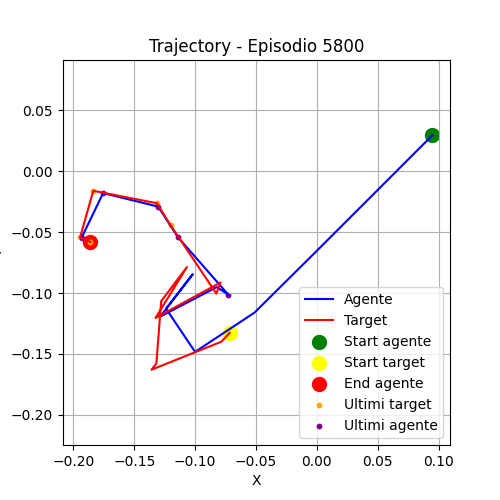 Trajectory - Episodio 5800
0.05
0.00
−0.05
−0.10
−0.15
−0.20
−0.20 −0.15 −0.10 −0.05 0.00 0.05 0.10
X
Agente
Target
Start agente
Start target
End agente
Ultimi target
Ultimi agente